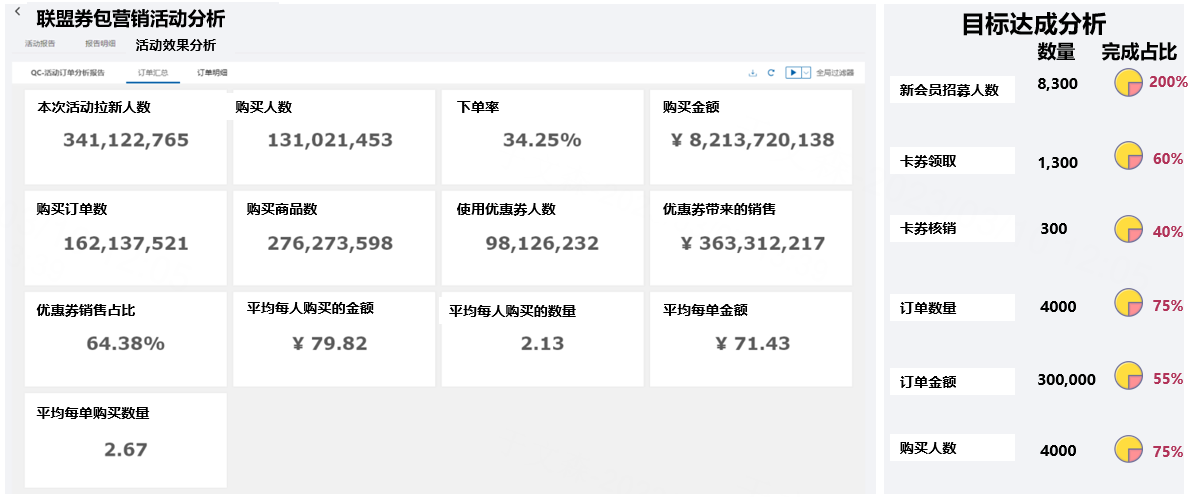 联盟券包营销活动分析
活动报告 报告明细 活动效果分析
QC-活动订单分析报告 订单汇总 订单明细 全局过滤器
本次活动拉新人数 购买人数 下单率 购买金额
341,122,765 131,021,453 34.25% ¥ 8,213,720,138
购买订单数 购买商品数 使用优惠券人数 优惠券带来的销售
162,137,521 276,273,598 98,126,232 ¥ 363,312,217
优惠券销售占比 平均每人购买的金额 平均每人购买的数量 平均每单金额
64.38% ¥ 79.82 2.13 ¥ 71.43
平均每单购买数量
2.67
目标达成分析
数量 完成占比
新会员招募人数 8,300 200%
卡券领取 1,300 60%
卡券核销 300 40%
订单数量 4000 75%
订单金额 300,000 55%
购买人数 4000 75%